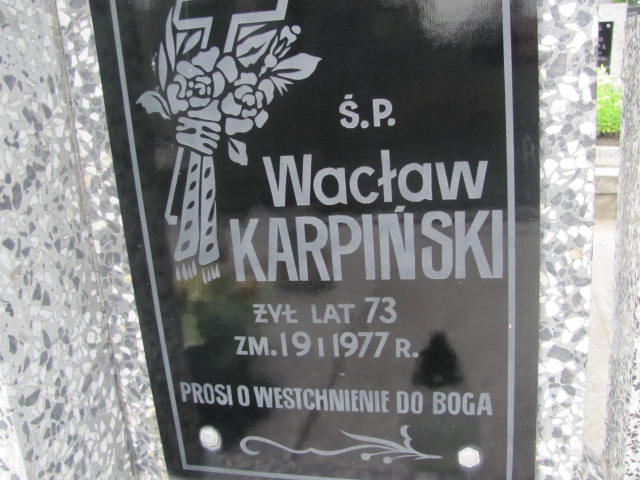 Ś.P.
Wacław
KARPIŃSKI
ŻYŁ LAT 73
ZM. 19 I 1977 R.
PROSI O WESTCHNIENIE DO BOGA